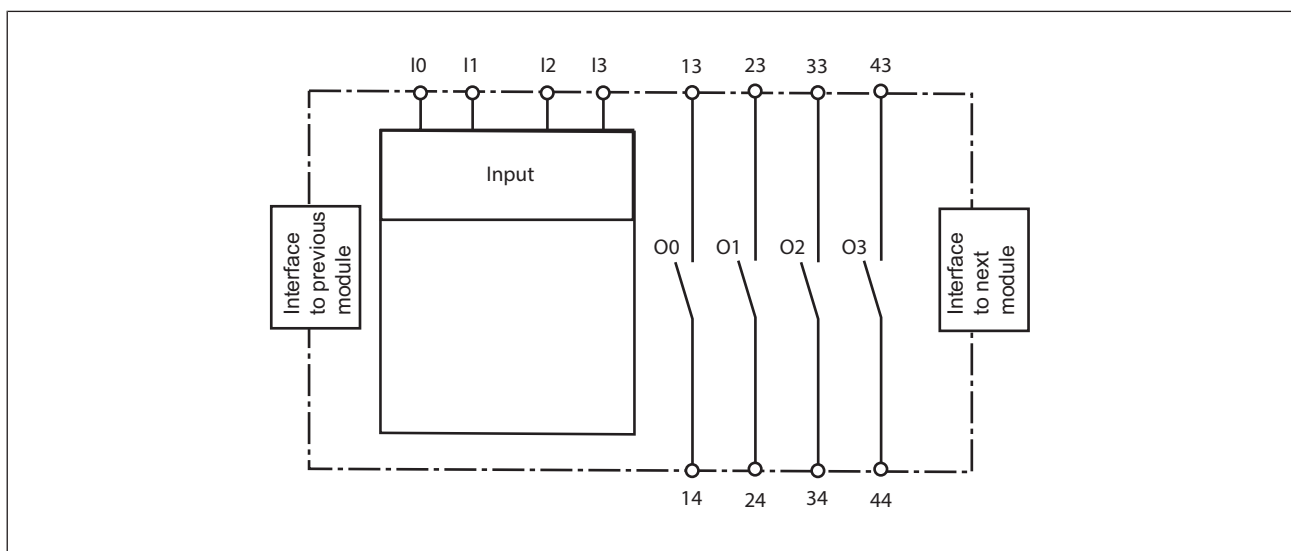 I0 I1 I2 I3 13 23 33 43
Input
Interface
to previous
module
O0 O1 O2 O3
Interface
to next
module
14 24 34 44